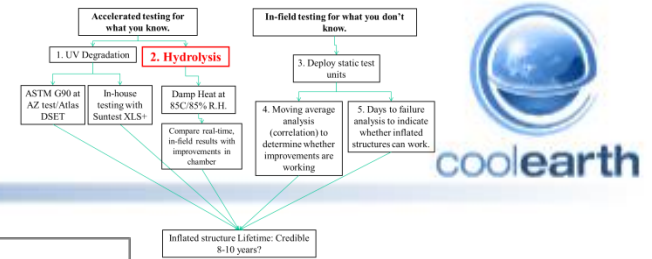 Accelerated testing for
what you know.
In-field testing for what you don't
know.
1. UV Degradation
2. Hydrolysis
3. Deploy static test
units
ASTM G90 at
AZ test/Atlas
DSET
In-house
testing with
Suntest XLS+
Damp Heat at
85C/85% R.H.
Compare real-time,
in-field results with
improvements in
chamber
4. Moving average
analysis
(correlation) to
determine whether
improvements are
working
5. Days to failure
analysis to indicate
whether inflated
structures can work.
coolearth
Inflated structure Lifetime: Credible
8-10 years?